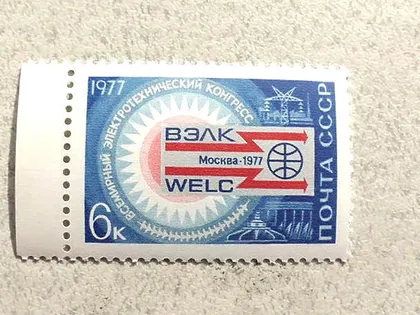 1977
ВСЕМИРНЫЙ ЭЛЕКТРОТЕХНИЧЕСКИЙ КОНГРЕСС
ВЭЛК
Москва-1977
WELC
6к
ПОЧТА СССР